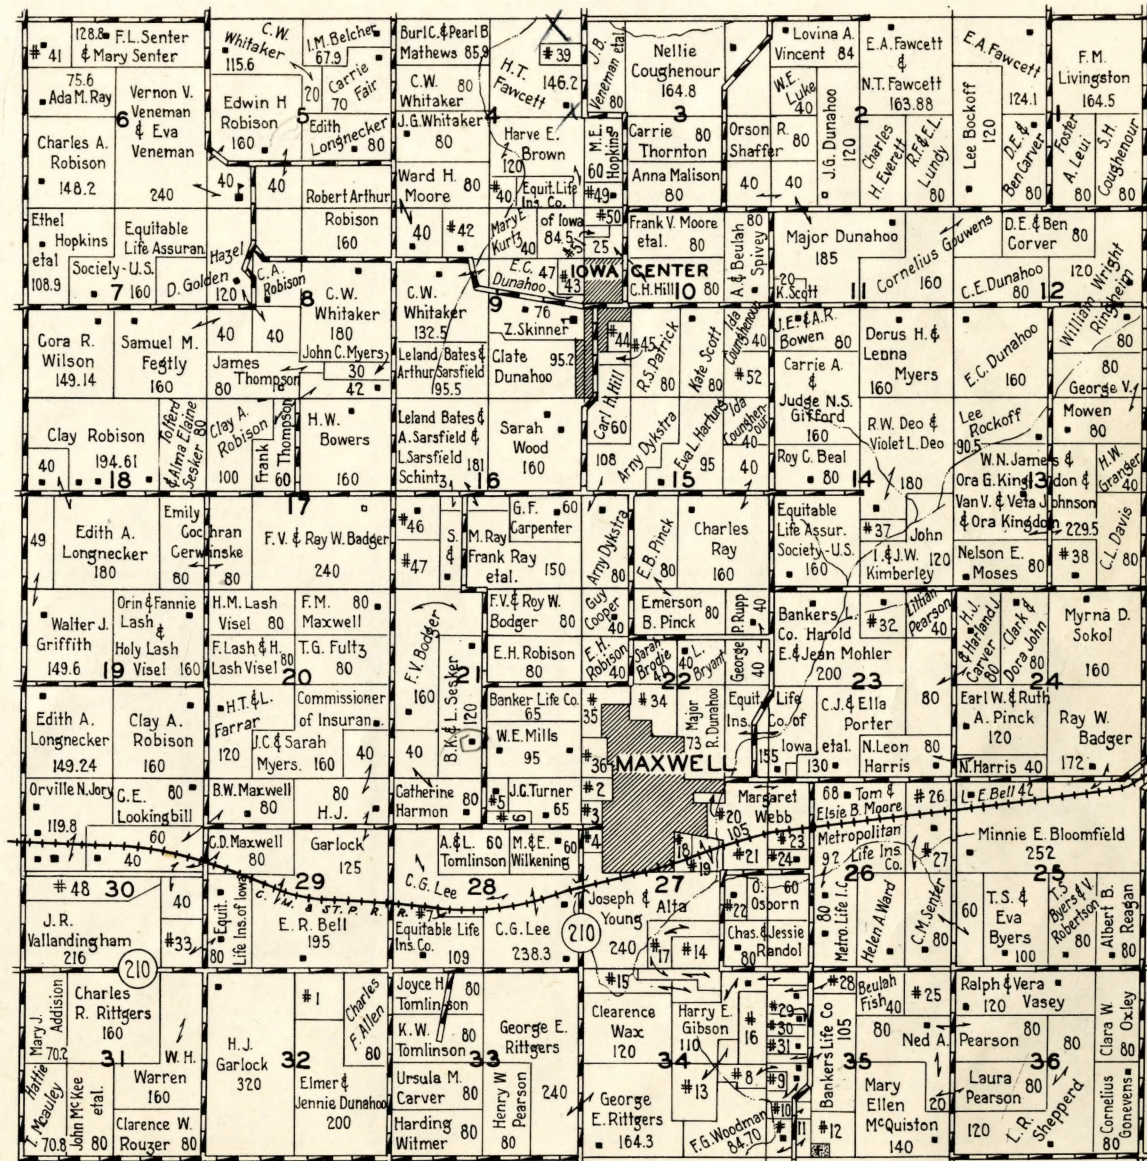 #41
128.8 F.L. Senter
& Mary Senter
C.W.
Whitaker
115.6
I.M. Belcher
67.9
Burl C. & Pearl B
Mathews 85.9
#39
J.B.
Veneman etal
80
Nellie
Coughenour
164.8
Lovina A.
Vincent 84
E.A. Fawcett
&
N.T. Fawcett
163.88
E.A. Fawcett
124.1
F.M.
Livingston
164.5
75.6
Ada M. Ray
6
Vernon V.
Veneman
& Eva
Veneman
240
20
Carrie
Fair
70
5
Edwin H
Robison
160
Edith
Longnecker
80
C.W. 80
Whitaker
H.T.
Fawcett
146.2
4
3
W.E.
Luke
40
J.G. Dunahoo
120
2
Lee Bockoff
120
1
Charles A.
Robison
148.2
J.G. Whitaker
80
Harve E.
Brown
120
M.E.
Hopkins
60
Carrie 80
Thornton
Orson R.
Shaffer 80
Charles
H. Everett
R.F. & E.L.
Lundy
D.E. &
Ben Carver
80
Foster
A. Leui
80
S.H.
Coughenour
80
40
40
Robert Arthur
Robison
160
Ward H.
Moore 80
#40
40
Equit. Life
Ins. Co.
of Iowa
84.5
#49
#50
Anna Malison
80
40
40
Ethel
Hopkins
etal
108.9
Equitable
Life Assuran.
Society-U.S.
160
7
Hazel
D. Golden
120
C.A.
Robison
40
#42
Mary E.
Kurtz
40
#51
25
Frank V. Moore
etal. 80
A. & Beulah
Spivey
80
80
Major Dunahoo
185
Cornelius Gouwens
160
D.E. & Ben
Corver 80
C.W.
Whitaker
180
8
C.W.
Whitaker
132.5
E.C.
Dunahoo
47
#43
9
IOWA CENTER
C.H. Hill 80
10
20
K. Scott
11
C.E. Dunahoo
80
120
12
William Wright
Ringheim
80
Cora R.
Wilson
149.14
Samuel M.
Fegtly
160
40
40
James
Thompson
80
John C. Myers
30
42
76
Z. Skinner
Leland Bates &
Arthur Sarsfield
95.5
Clate
Dunahoo
95.2
#44
#45
R.S. Patrick
80
Kate Scott
80
Ida
Coughenour
40
#52
J.E. & A.R.
Bowen 80
Dorus H. &
Lenna
Myers
160
E.C. Dunahoo
160
George V.
Mowen
80
Clay Robison
194.61
40
18
Tolferd
& Alma Elaine
Sesker 80
Clay A.
Robison
100
Frank
Thompson
60
17
H.W.
Bowers
160
Leland Bates &
A. Sarsfield &
L. Sarsfield
Schintz
181
16
Sarah
Wood
160
Carl Hill
60
108
Arny Dykstra
15
Eva L. Hartung
95
Ida
Coughen-
our
40
40
Carrie A.
&
Judge N.S.
Gifford
160
Roy C. Beal
80
14
R.W. Deo &
Violet L. Deo
180
Lee
Rockoff
90.5
W.N. James &
Ora G. Kingdon &
Van V. & Veta Johnson
& Ora Kingdon
229.5
13
H.W.
Granger
40
49
Edith A.
Longnecker
180
Emily
Cochran
Gerwinske
80
80
F.V. & Ray W. Badger
240
#46
#47
S.
&
M. Ray
Frank Ray
etal.
150
G.F. 60
Carpenter
Arny Dykstra
80
E.B. Pinck
80
Charles
Ray
160
Equitable
Life Assur.
Society-U.S.
160
#37
John
I. & J.W. 120
Kimberley
Nelson E.
Moses 80
#38
C.L. Davis
80
Walter J.
Griffith
149.6
19
Orin & Fannie
Lash
&
Holy Lash
Visel 160
H.M. Lash
Visel 80
F. Lash & H.
Lash Visel 80
20
F.M. 80
Maxwell
T.G. Fultz
80
F.V. Bodger
160
B.K. & L. Sesker
120
21
F.V. & Roy W.
Bodger 80
E.H. Robison
80
Guy
Cooper
40
E.H.
Robison
40
Emerson
B. Pinck 80
Sarah
Brodie
40
22
L.
Bryant
40
George P. Rupp
40
40
Bankers L.
Co. Harold
E. & Jean Mohler
200
23
#32
Lillian
Pearson
40
80
H.J.
& Harland J.
Carver
80
Clark &
Dora John
80
24
Myrna D.
Sokol
160
Edith A.
Longnecker
149.24
Clay A.
Robison
160
H.T. & L.
Farrar
120
Commissioner
of Insuran.
J.C. & Sarah
Myers. 160
40
40
Banker Life Co.
65
W.E. Mills
95
#35
#36
#34
Major
R. Dunahoo
73
MAXWELL
Equit. Life
Ins. Co. of
Iowa etal.
155
130
C.J. & Ella
Porter
N. Leon 80
Harris
Earl W. & Ruth
A. Pinck
120
N. Harris 40
Ray W.
Badger
172
Orville N. Jory
119.8
C.E. 80
Lookingbill
60
40
B.W. Maxwell
80
H.J.
Garlock
125
C.D. Maxwell
80
29
Catherine 80
Harmon
#5
#6
J.G. Turner
65
#2
#3
#4
A. & L. 60
Tomlinson
M. & E. 60
Wilkening
C.G. Lee
28
#20
105
Margaret
Webb
#18
#19
#21
#23
#24
27
68 Tom &
Elsie B. Moore
#26
L.E. Bell 42
Metropolitan
92 Life Ins.
Co.
26
#27
Minnie E. Bloomfield
252
25
#48
30
J.R.
Vallandingham
216
40
#33
210
Equit.
Life Ins. of Iowa
80
C. M. & ST. P. R. R.
E.R. Bell
195
#7
Equitable Life
Ins. Co.
109
C.G. Lee
238.3
210
Joseph & Alta
Young
240
#17
#14
#15
O. 60
Osborn
#22
Chas. & Jessie
Randol
80
Metro. Life I.C.
80
Helen A Ward
C.M. Senter
80
60
T.S. &
Eva
Byers
100
T.S.
Byers & V.
Robertson
80
Albert B.
Reagan
80
Mary J.
Addision
70.2
Charles
R. Rittgers
160
31
H.J.
Garlock
320
#1
Charles
F. Allen
80
32
Joyce H. 80
Tomlinson
K.W. 80
Tomlinson
33
George E.
Rittgers
240
Clearence
Wax
120
34
Harry E.
Gibson
110
#16
#29
#30
#31
#8
#9
#13
Bankers Life Co
105
35
#28
Beulah
Fish 40
#25
80
Ned A.
Pearson
Ralph & Vera
120 Vasey
80
36
Clara W.
Oxley
80
Hattie
I. Mcauley
70.8
John McKee
etal.
80
W.H.
Warren
160
Clarence W.
Rouzer 80
Elmer &
Jennie Dunahoo
200
Ursula M.
Carver 80
Harding
Witmer 80
Henry W
Pearson
80
George
E. Rittgers
164.3
F.G. Woodman
84.70
#10
#11
#12
Mary
Ellen
McQuiston
140
20
Laura
Pearson 80
120
L.R.
Shepperd
Cornelius
Gonevens
80